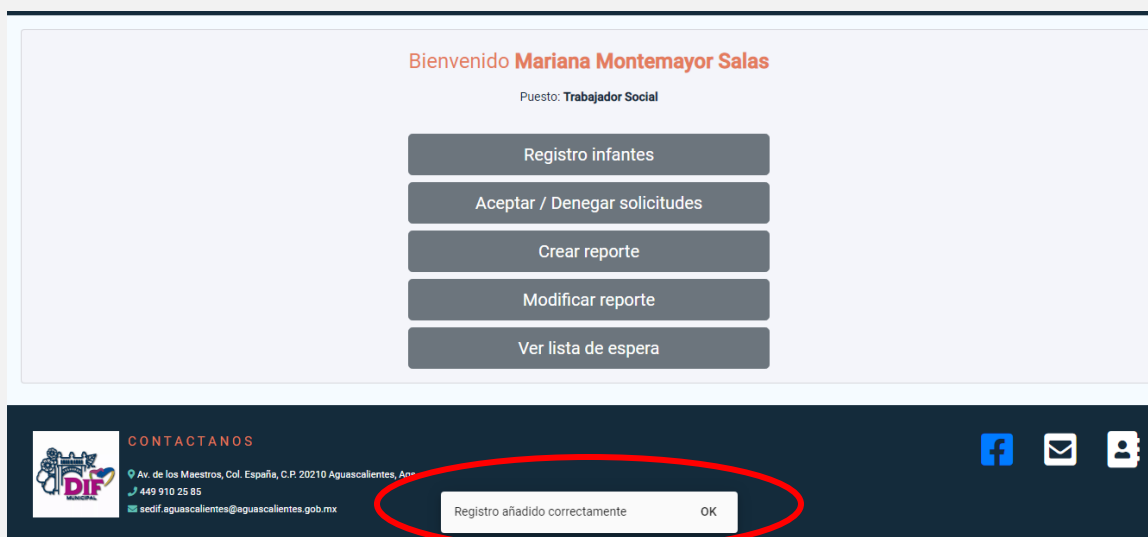 Bienvenido Mariana Montemayor Salas
Puesto: Trabajador Social
Registro infantes
Aceptar / Denegar solicitudes
Crear reporte
Modificar reporte
Ver lista de espera
CONTACTANOS
Av. de los Maestros, Col. España, C.P. 20210 Aguascalientes, Ags
449 910 25 85
sedif.aguascalientes@aguascalientes.gob.mx
DIF
MUNICIPAL
Registro añadido correctamente OK